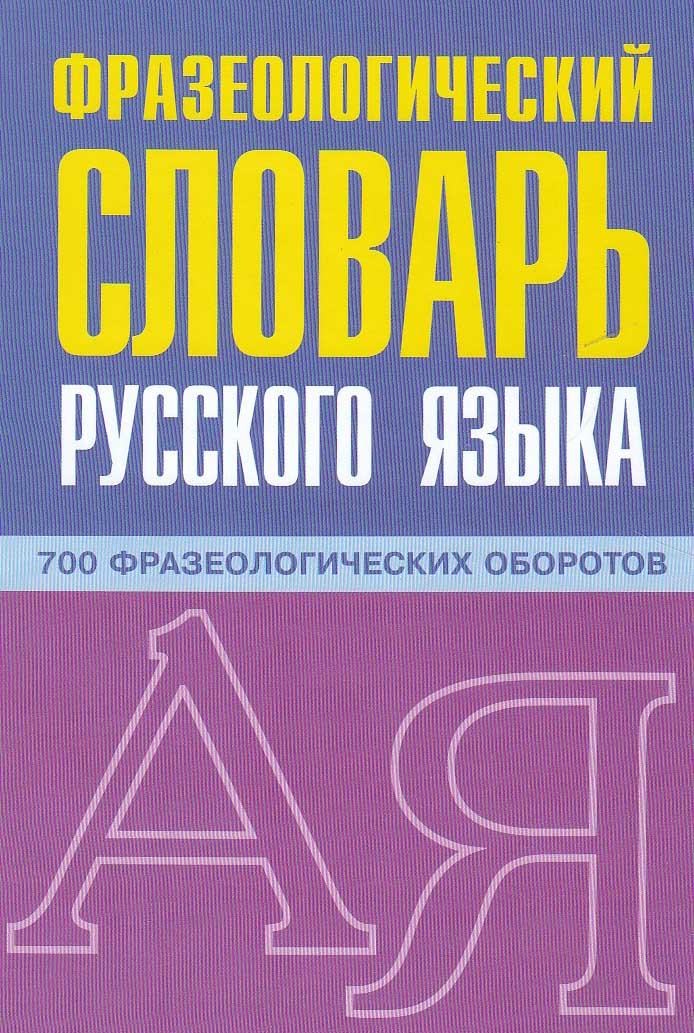 ФРАЗЕОЛОГИЧЕСКИЙ
СЛОВАРЬ
РУССКОГО ЯЗЫКА
700 ФРАЗЕОЛОГИЧЕСКИХ ОБОРОТОВ
А Я